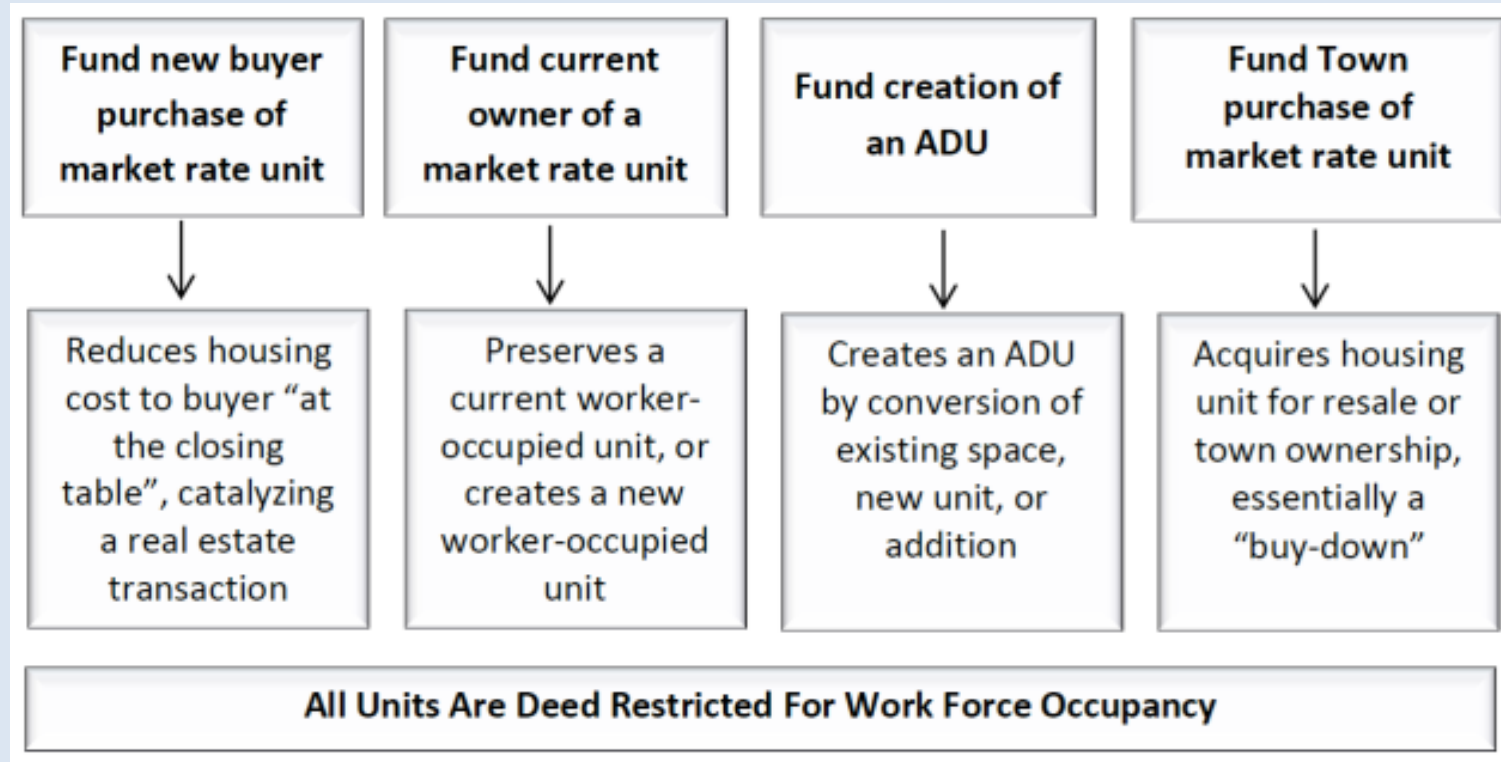 Fund new buyer
purchase of
market rate unit
Fund current
owner of a
market rate unit
Fund creation of
an ADU
Fund Town
purchase of
market rate unit
Reduces housing
cost to buyer “at
the closing
table”, catalyzing
a real estate
transaction
Preserves a
current worker-
occupied unit, or
creates a new
worker-occupied
unit
Creates an ADU
by conversion of
existing space,
new unit, or
addition
Acquires housing
unit for resale or
town ownership,
essentially a
“buy-down”
All Units Are Deed Restricted For Work Force Occupancy